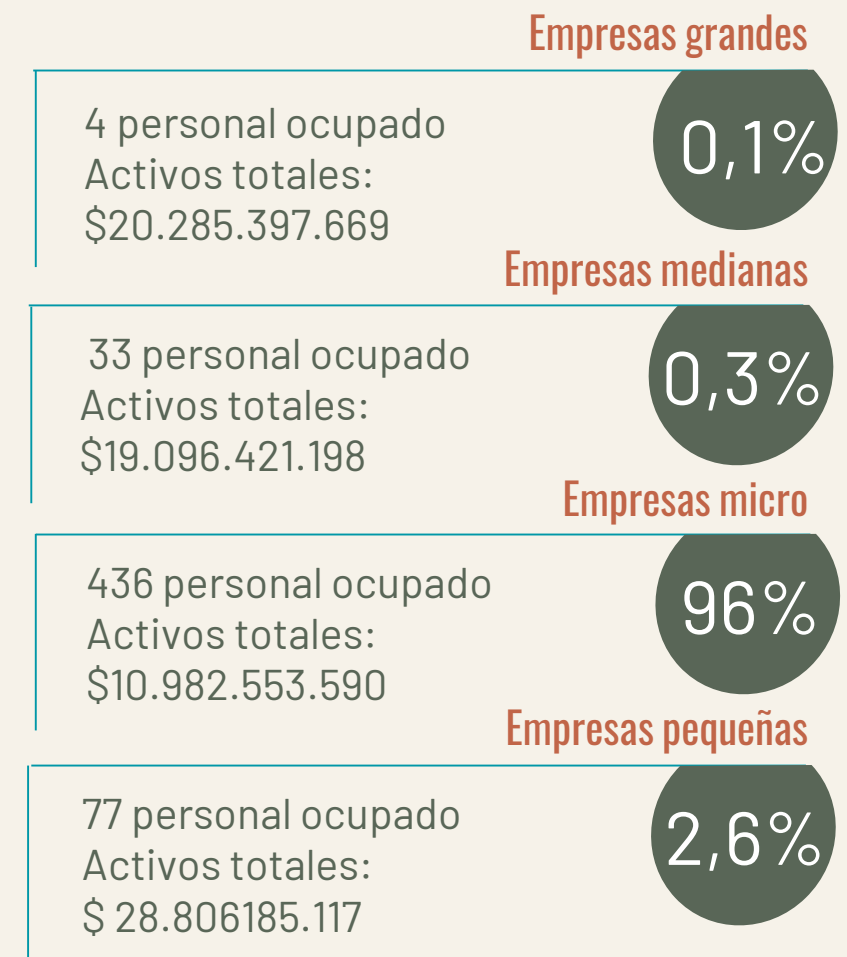 Empresas grandes
4 personal ocupado
Activos totales:
$20.285.397.669
0,1%
Empresas medianas
33 personal ocupado
Activos totales:
$19.096.421.198
0,3%
Empresas micro
436 personal ocupado
Activos totales:
$10.982.553.590
96%
Empresas pequeñas
77 personal ocupado
Activos totales:
$ 28.806185.117
2,6%